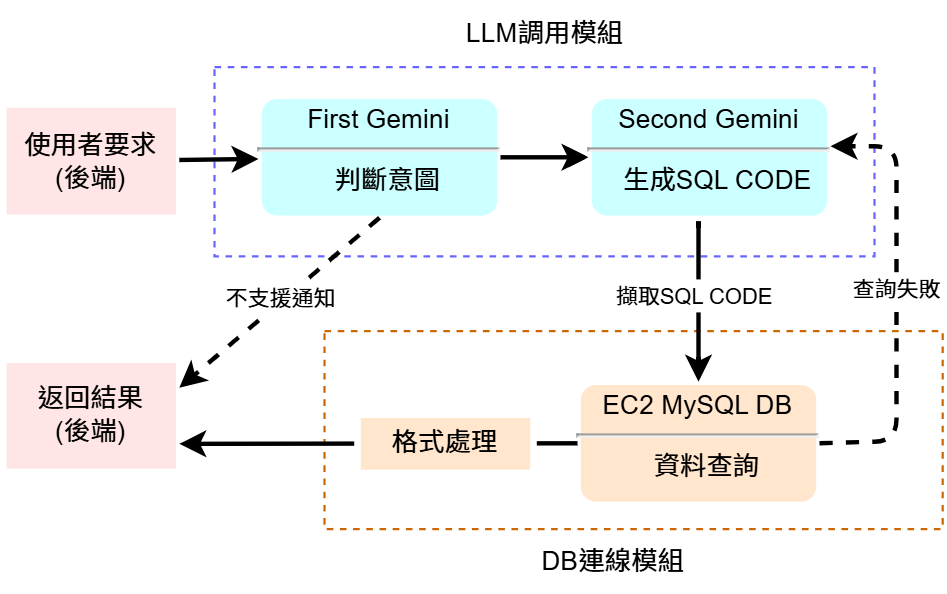 LLM調用模組
使用者要求
(後端)
First Gemini
判斷意圖
Second Gemini
生成SQL CODE
不支援通知
擷取SQL CODE
查詢失敗
返回結果
(後端)
格式處理
EC2 MySQL DB
資料查詢
DB連線模組